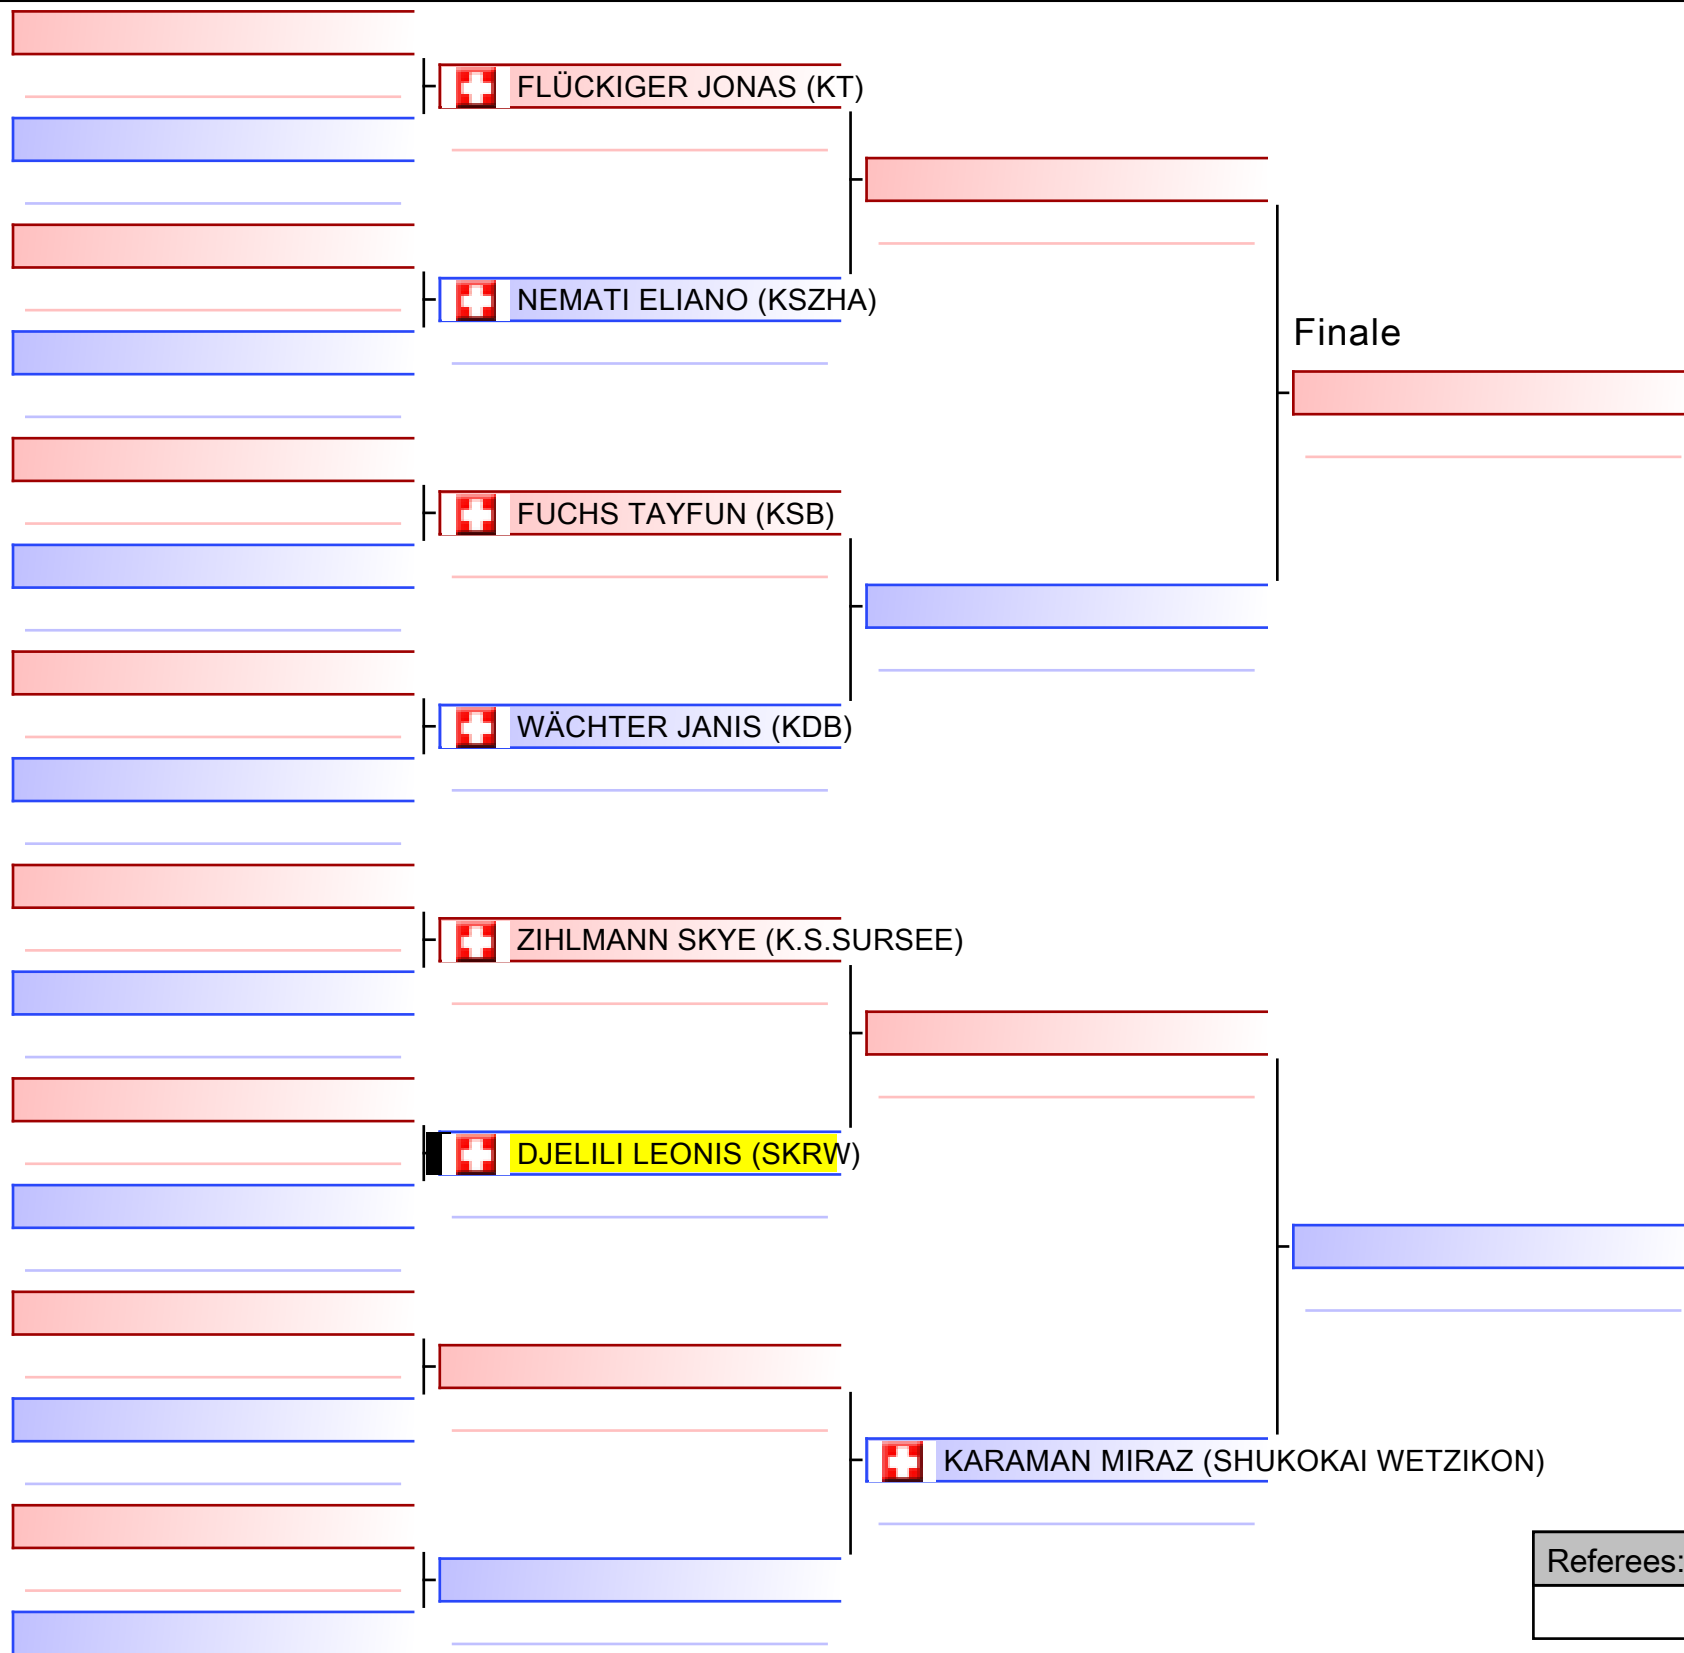 FLÜCKIGER JONAS (KT)
NEMATI ELIANO (KSZHA)
Finale
FUCHS TAYFUN (KSB)
WÄCHTER JANIS (KDB)
ZIHLMANN SKYE (K.S.SURSEE)
DJELILI LEONIS (SKRW)
KARAMAN MIRAZ (SHUKOKAI WETZIKON)
Referees: